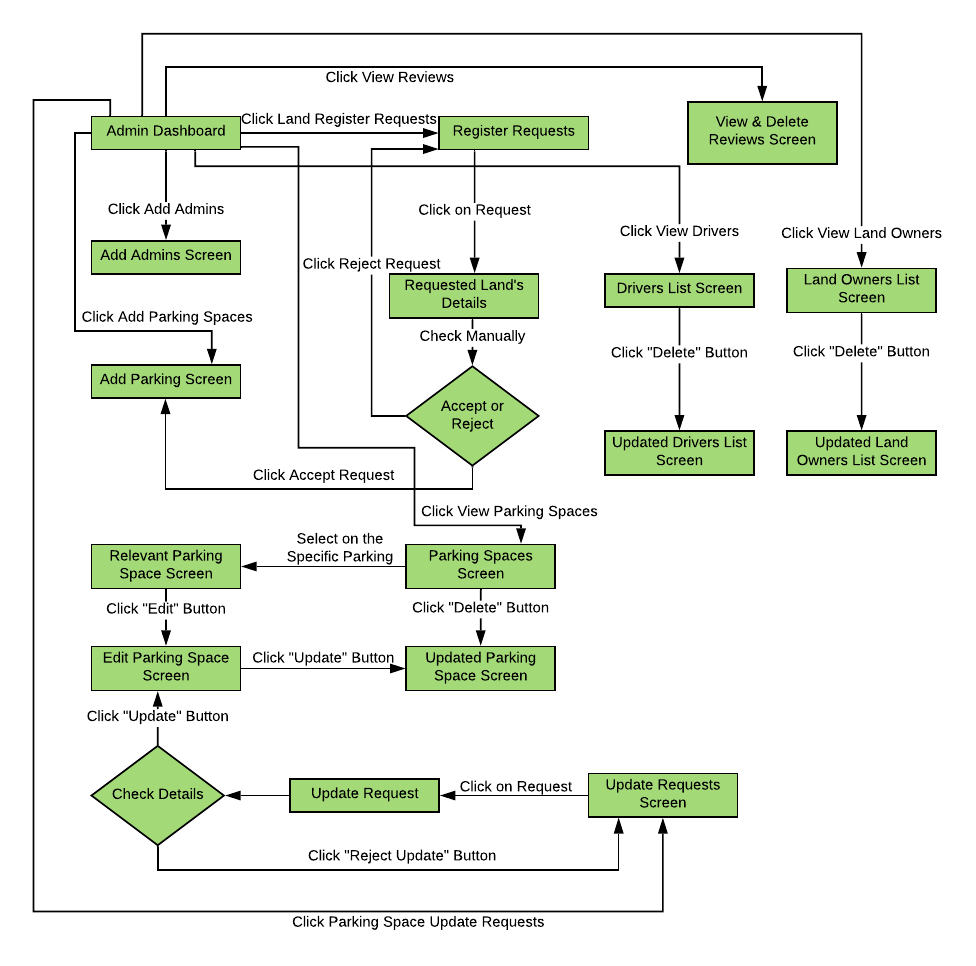 Click View Reviews
Admin Dashboard
Click Land Register Requests
Register Requests
View & Delete
Reviews Screen
Click Add Admins
Click on Request
Click View Drivers
Click View Land Owners
Add Admins Screen
Click Reject Request
Requested Land's
Details
Drivers List Screen
Land Owners List
Screen
Click Add Parking Spaces
Check Manually
Click "Delete" Button
Click "Delete" Button
Add Parking Screen
Accept or
Reject
Updated Drivers List
Screen
Updated Land
Owners List Screen
Click Accept Request
Click View Parking Spaces
Select on the
Specific Parking
Relevant Parking
Space Screen
Parking Spaces
Screen
Click "Edit" Button
Click "Delete" Button
Edit Parking Space
Screen
Click "Update" Button
Updated Parking
Space Screen
Click "Update" Button
Check Details
Update Request
Click on Request
Update Requests
Screen
Click "Reject Update" Button
Click Parking Space Update Requests